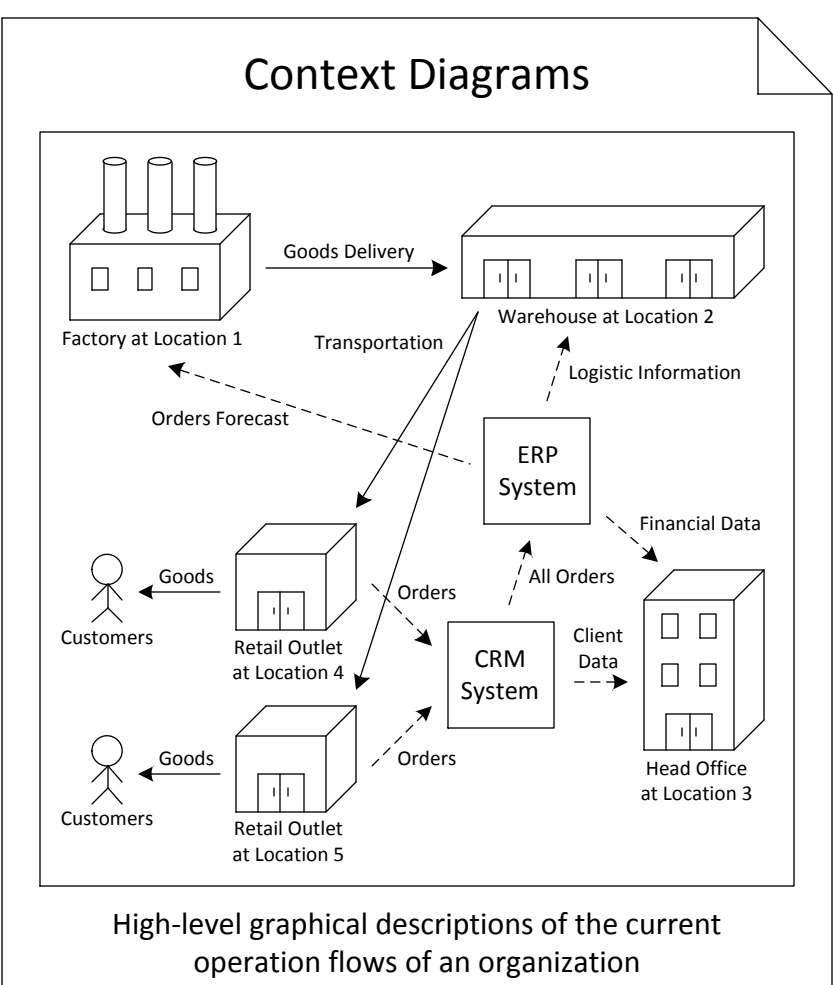 Context Diagrams
Goods Delivery
Factory at Location 1
Warehouse at Location 2
Transportation
Logistic Information
Orders Forecast
ERP
System
Financial Data
Goods
Customers
Orders
All Orders
Retail Outlet
at Location 4
CRM
System
Client
Data
Goods
Customers
Orders
Retail Outlet
at Location 5
Head Office
at Location 3
High-level graphical descriptions of the current
operation flows of an organization